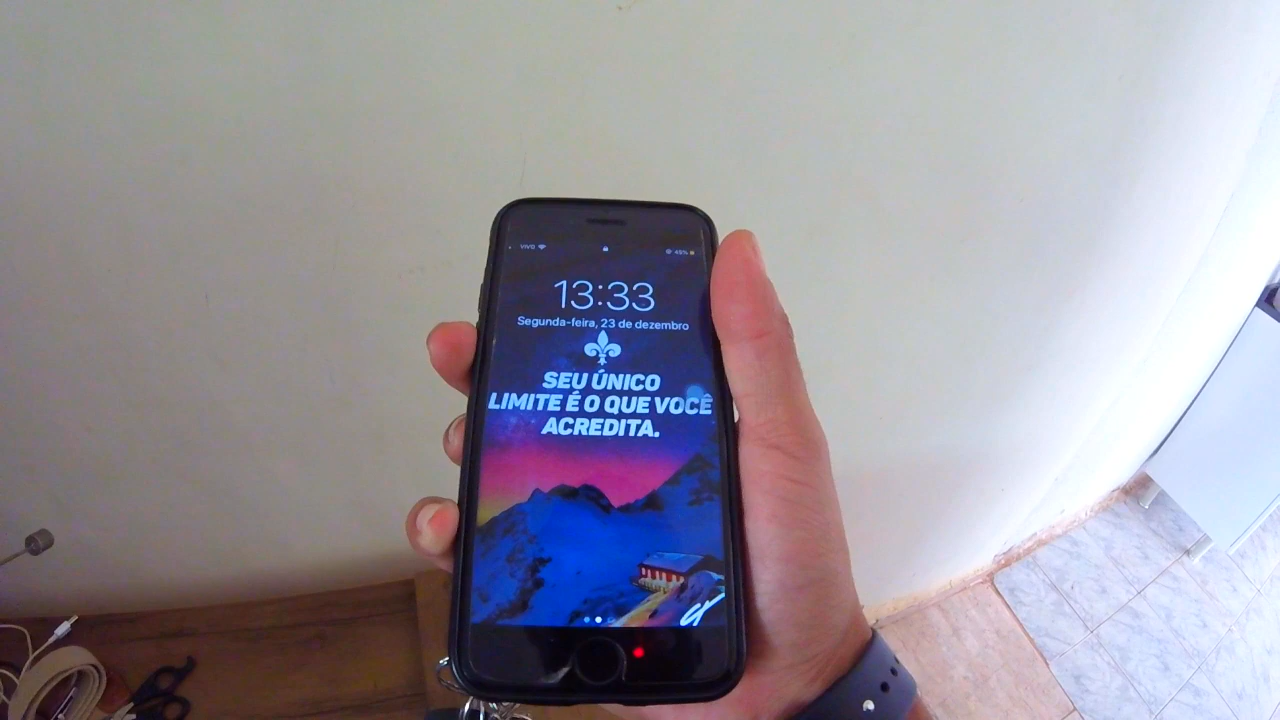 VIVO
45%
13:33
Segunda-feira, 23 de dezembro
SEU ÚNICO
LIMITE É O QUE VOCÊ
ACREDITA.